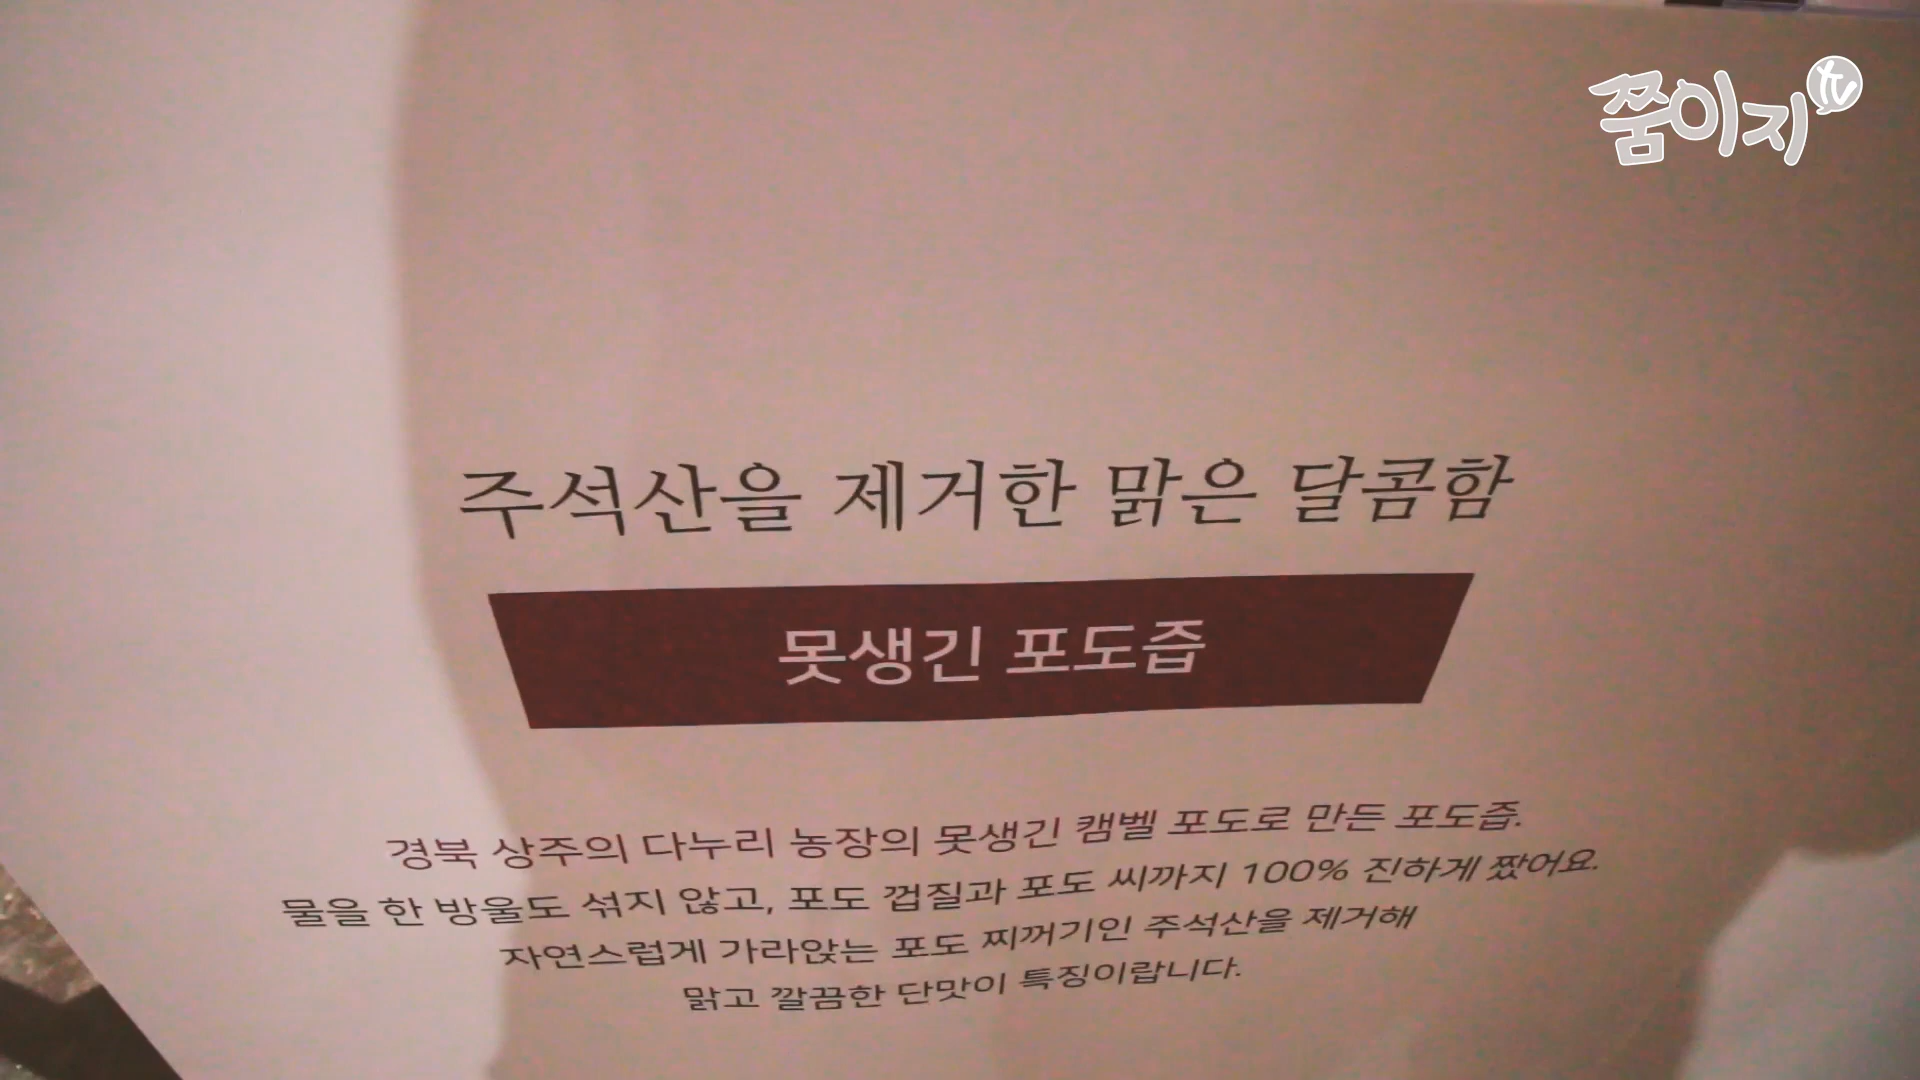 꿈이지 tv
주석산을 제거한 맑은 달콤함
못생긴 포도즙
경북 상주의 다누리 농장의 못생긴 캠벨 포도로 만든 포도즙.
물을 한 방울도 섞지 않고, 포도 껍질과 포도 씨까지 100% 진하게 짰어요.
자연스럽게 가라앉는 포도 찌꺼기인 주석산을 제거해
맑고 깔끔한 단맛이 특징이랍니다.